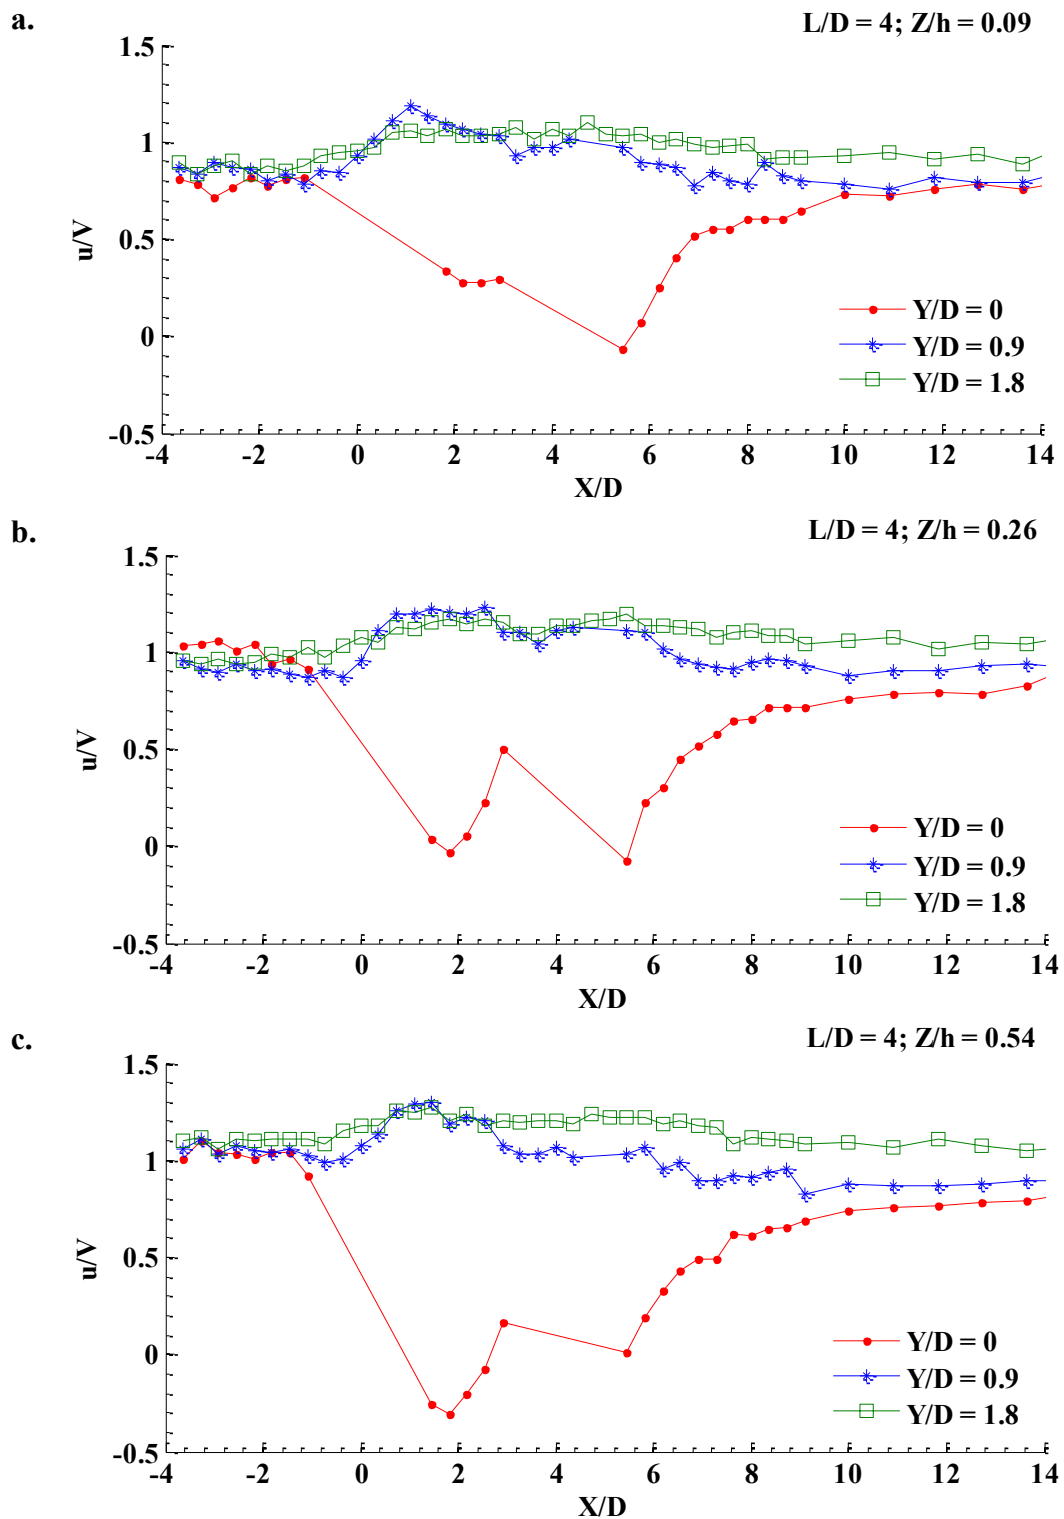 a.
L/D = 4; Z/h = 0.09
1.5
1
0.5
0
-0.5
u/V
-4 -2 0 2 4 6 8 10 12 14
X/D
Y/D = 0
Y/D = 0.9
Y/D = 1.8
b.
L/D = 4; Z/h = 0.26
1.5
1
0.5
0
-0.5
u/V
-4 -2 0 2 4 6 8 10 12 14
X/D
Y/D = 0
Y/D = 0.9
Y/D = 1.8
c.
L/D = 4; Z/h = 0.54
1.5
1
0.5
0
-0.5
u/V
-4 -2 0 2 4 6 8 10 12 14
X/D
Y/D = 0
Y/D = 0.9
Y/D = 1.8